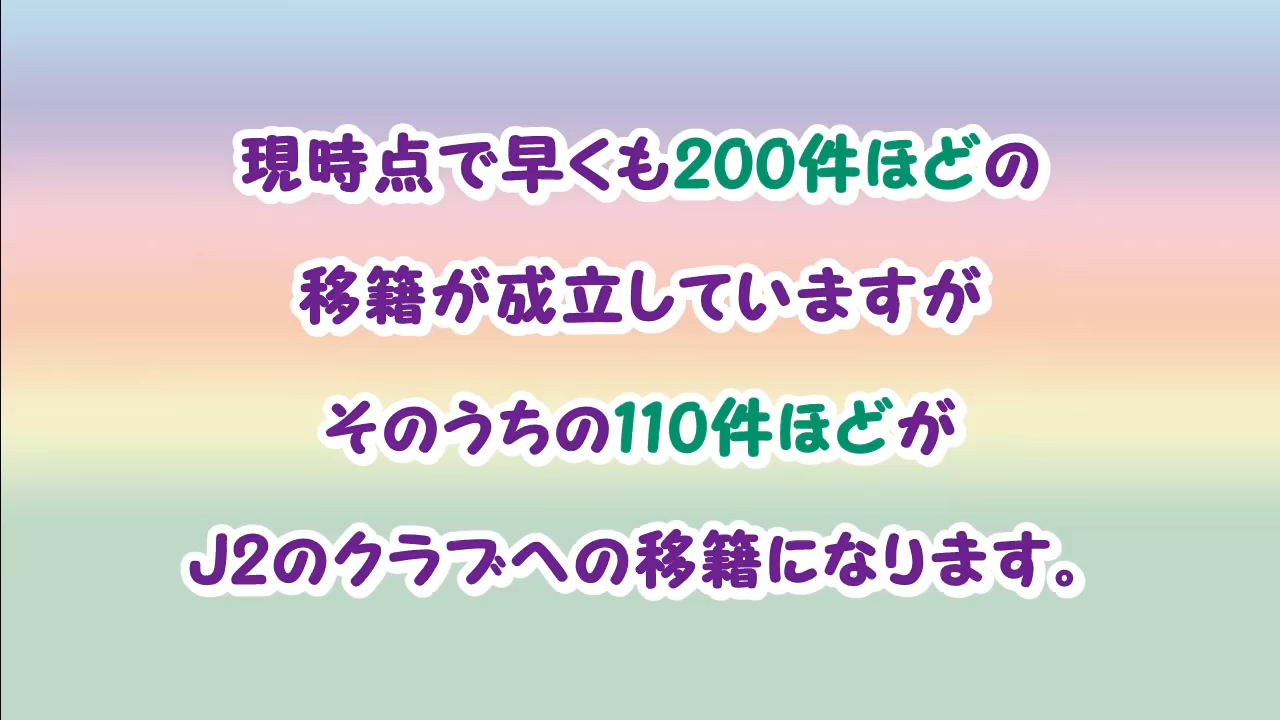 現時点で早くも200件ほどの
移籍が成立していますが
そのうちの110件ほどが
J2のクラブへの移籍になります。